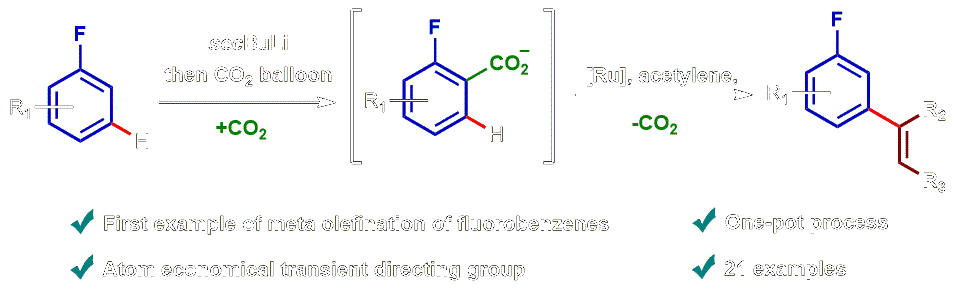 F
R1
H
secBuLi
then CO2 balloon
+CO2
F
CO2−
R1
H
[Ru], acetylene,
-CO2
F
R1
R2
R3
First example of meta olefination of fluorobenzenes
One-pot process
Atom economical transient directing group
21 examples